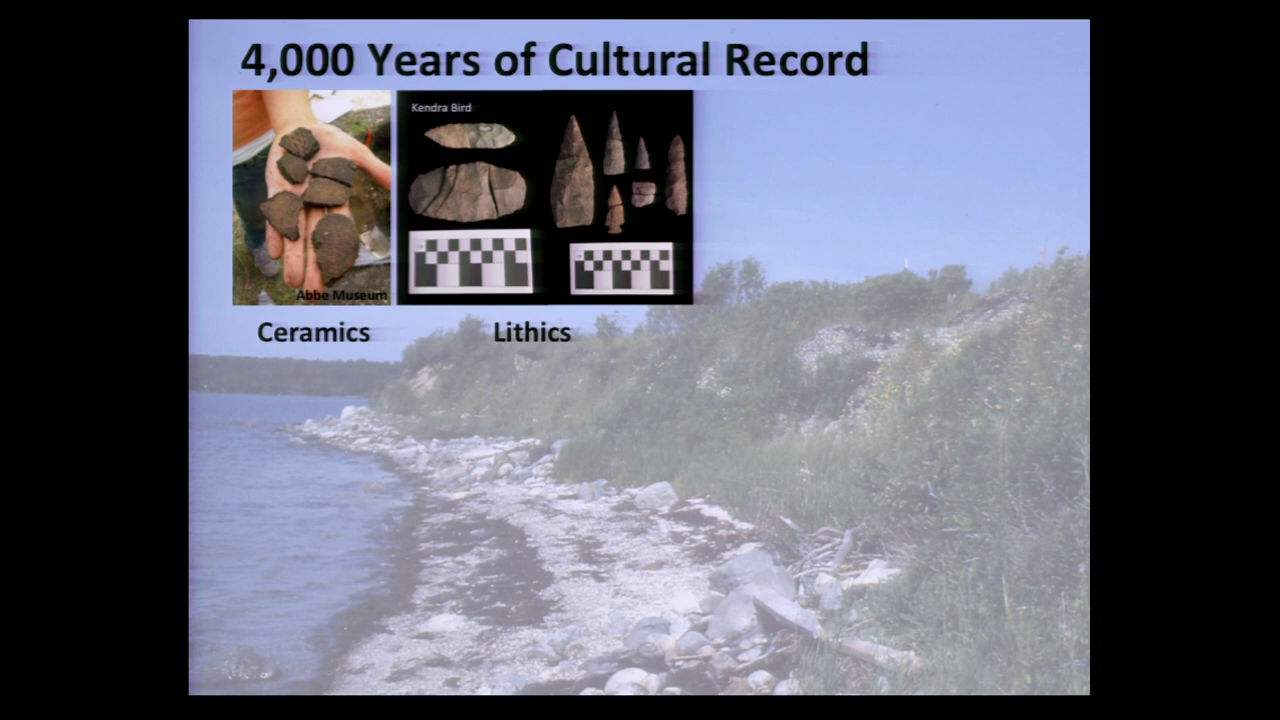 4,000 Years of Cultural Record
Kendra Bird
Abbe Museum
Ceramics
Lithics